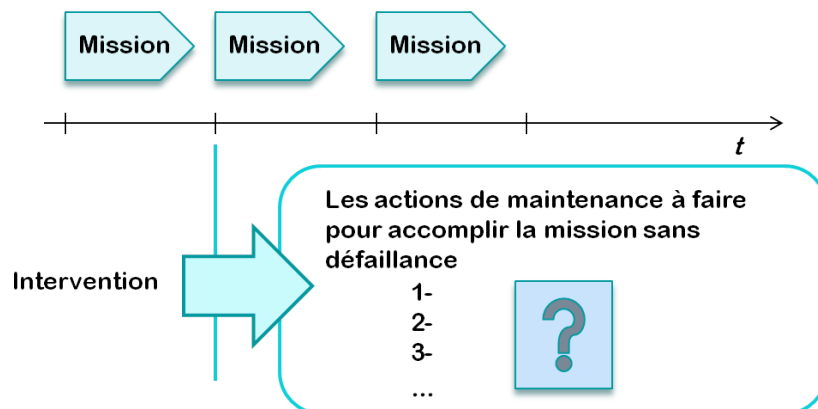 Mission
Mission
Mission
t
Les actions de maintenance à faire
pour accomplir la mission sans
défaillance
Intervention
1-
2-
3-
...
?